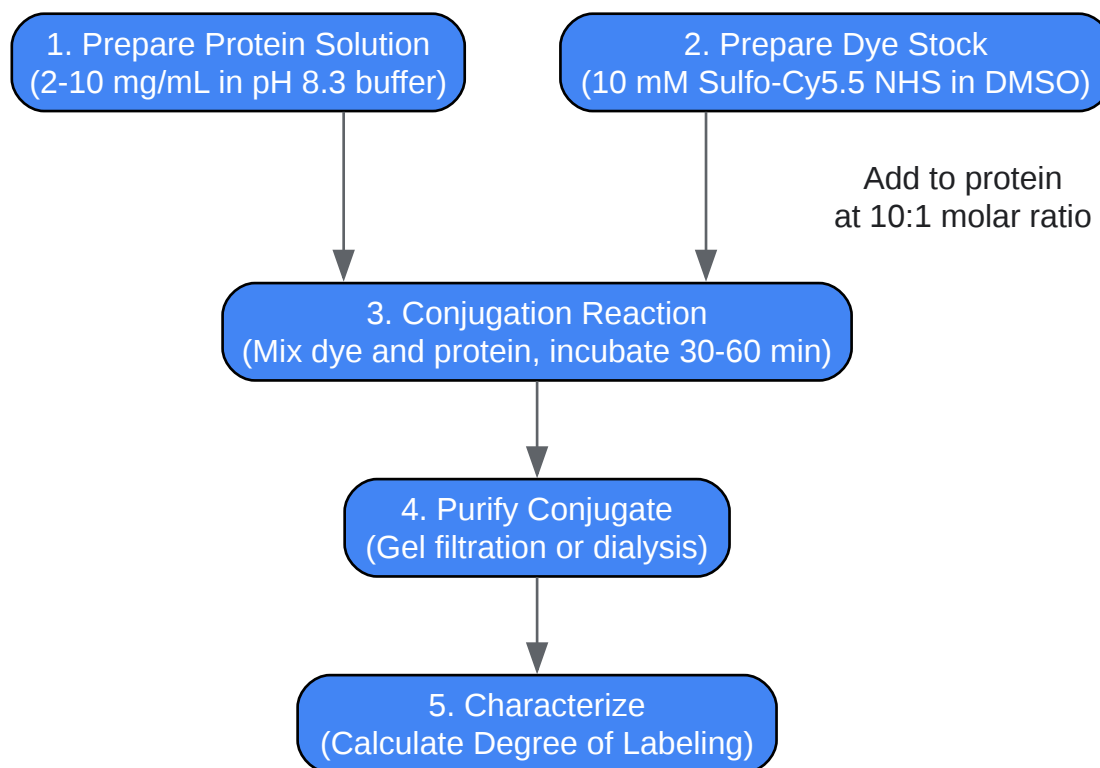 1. Prepare Protein Solution
(2-10 mg/mL in pH 8.3 buffer)
2. Prepare Dye Stock
(10 mM Sulfo-Cy5.5 NHS in DMSO)
Add to protein
at 10:1 molar ratio
3. Conjugation Reaction
(Mix dye and protein, incubate 30-60 min)
4. Purify Conjugate
(Gel filtration or dialysis)
5. Characterize
(Calculate Degree of Labeling)